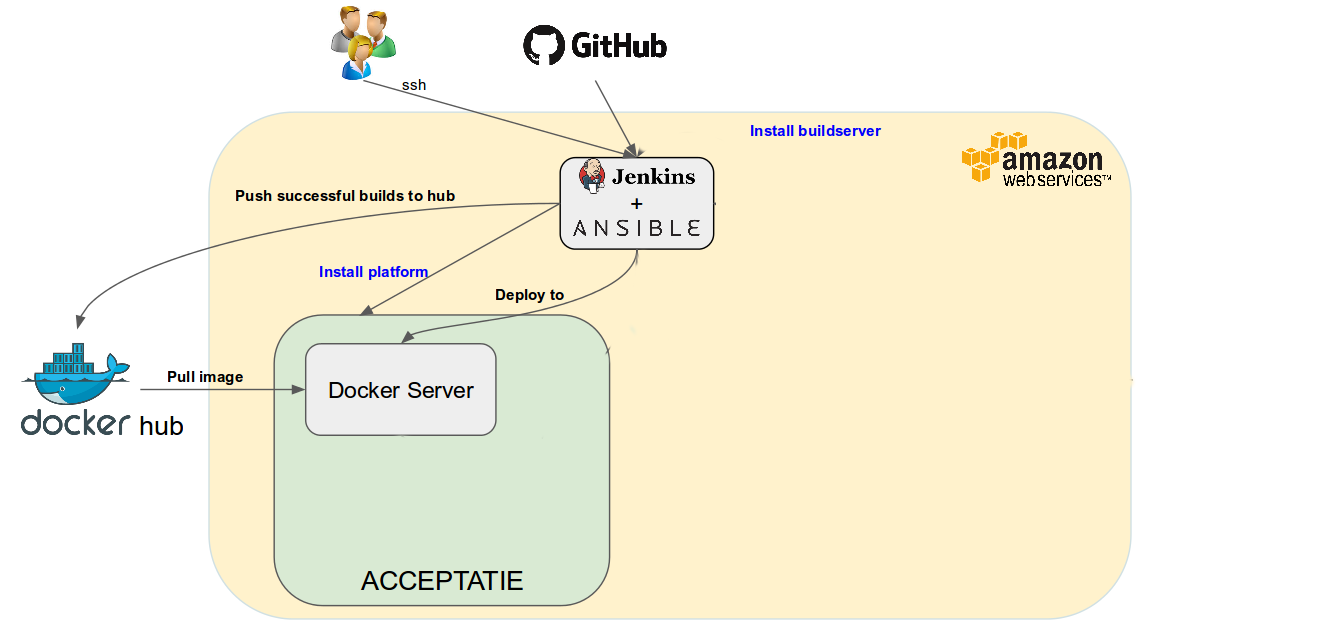 GitHub
ssh
Install buildserver
amazon
webservices™
Jenkins
+
ANSIBLE
Push successful builds to hub
Install platform
Deploy to
Pull image
Docker Server
docker hub
ACCEPTATIE